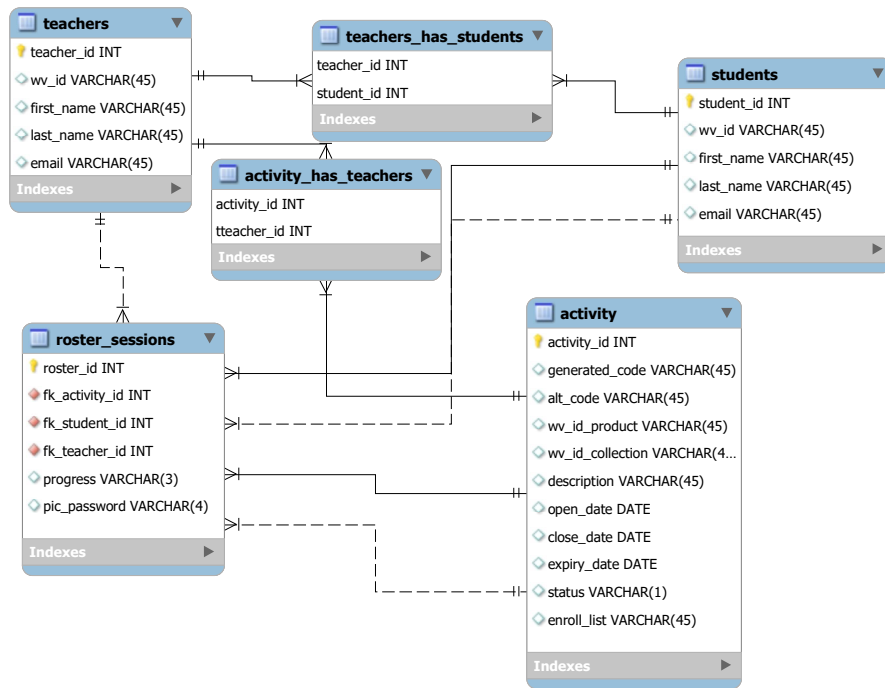 teachers
teacher_id INT
wv_id VARCHAR(45)
first_name VARCHAR(45)
last_name VARCHAR(45)
email VARCHAR(45)
Indexes
teachers_has_students
teacher_id INT
student_id INT
Indexes
students
student_id INT
wv_id VARCHAR(45)
first_name VARCHAR(45)
last_name VARCHAR(45)
email VARCHAR(45)
Indexes
activity_has_teachers
activity_id INT
tteacher_id INT
Indexes
roster_sessions
roster_id INT
fk_activity_id INT
fk_student_id INT
fk_teacher_id INT
progress VARCHAR(3)
pic_password VARCHAR(4)
Indexes
activity
activity_id INT
generated_code VARCHAR(45)
alt_code VARCHAR(45)
wv_id_product VARCHAR(45)
wv_id_collection VARCHAR(4...
description VARCHAR(45)
open_date DATE
close_date DATE
expiry_date DATE
status VARCHAR(1)
enroll_list VARCHAR(45)
Indexes